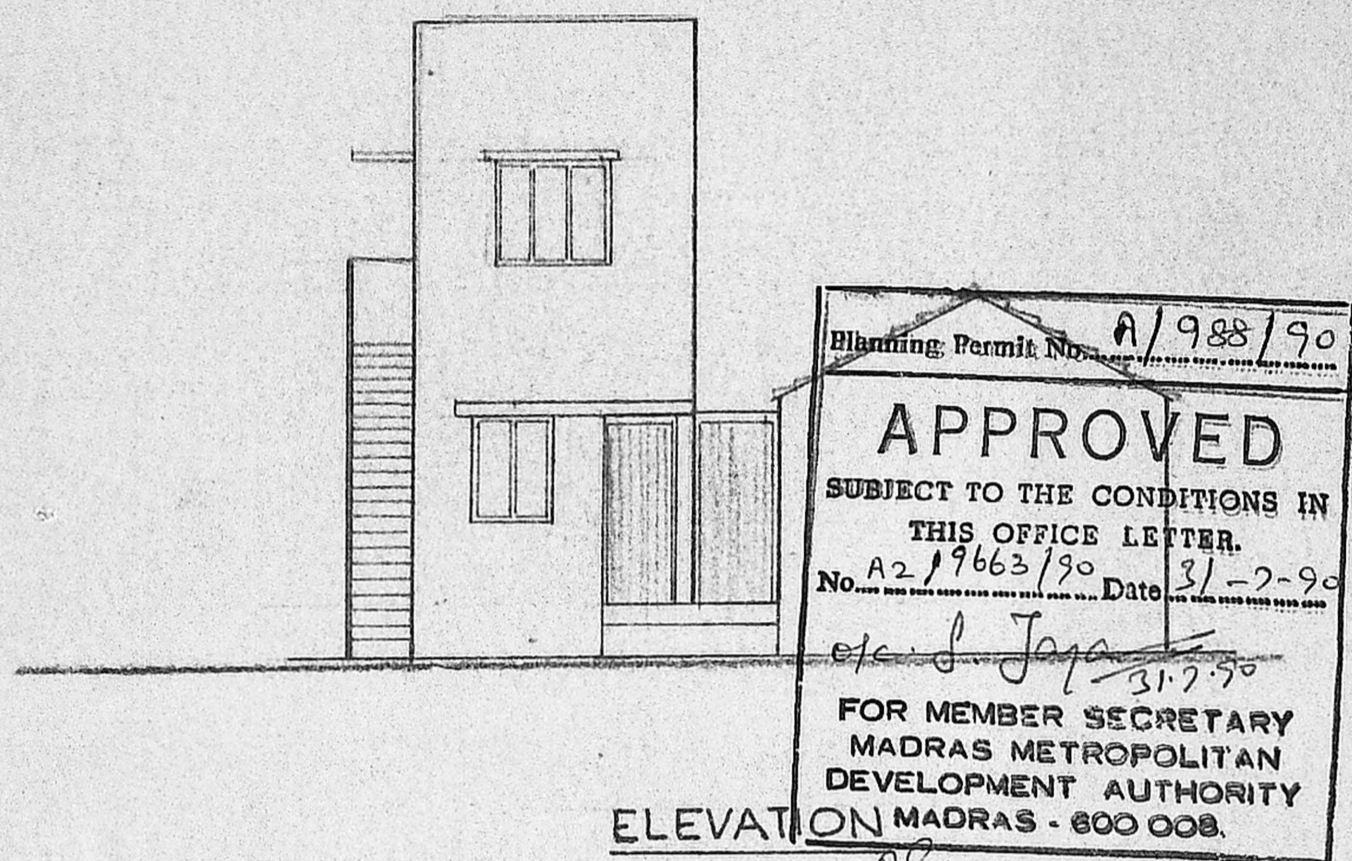 Planning Permit No. A/988/90
APPROVED
SUBJECT TO THE CONDITIONS IN
THIS OFFICE LETTER.
No. A2/9663/90 Date 31-7-90
31.7.90
FOR MEMBER SECRETARY
MADRAS METROPOLITAN
DEVELOPMENT AUTHORITY
MADRAS - 600 008.
ELEVATION